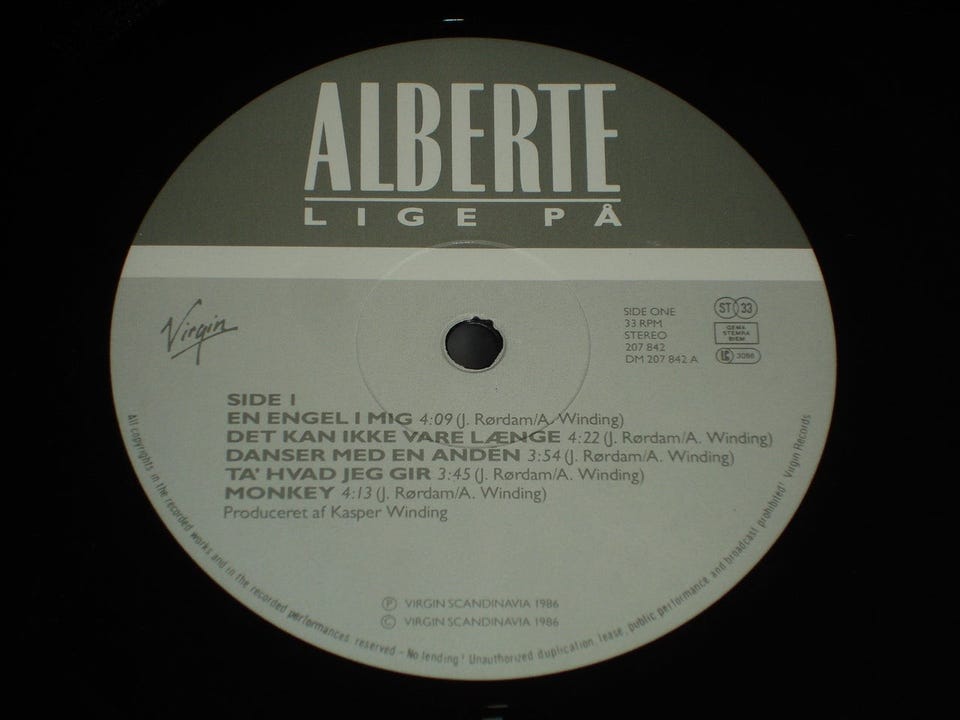 ALBERTE
LIGE PÅ
Virgin
SIDE ONE
33 RPM
STEREO
207 842
DM 207 842 A
ST 33
GEMA
STEMRA
BIEM
LC 3098
SIDE 1
EN ENGEL I MIG 4:09 (J. Rørdam/A. Winding)
DET KAN IKKE VARE LÆNGE 4:22 (J. Rørdam/A. Winding)
DANSER MED EN ANDEN 3:54 (J. Rørdam/A. Winding)
TA' HVAD JEG GIR 3:45 (J. Rørdam/A. Winding)
MONKEY 4:13 (J. Rørdam/A. Winding)
Produceret af Kasper Winding
Ⓟ VIRGIN SCANDINAVIA 1986
© VIRGIN SCANDINAVIA 1986
All copyrights in the recorded works and in the recorded performances reserved – No lending! Unauthorized duplication, lease, public performance and broadcast prohibited! Virgin Records